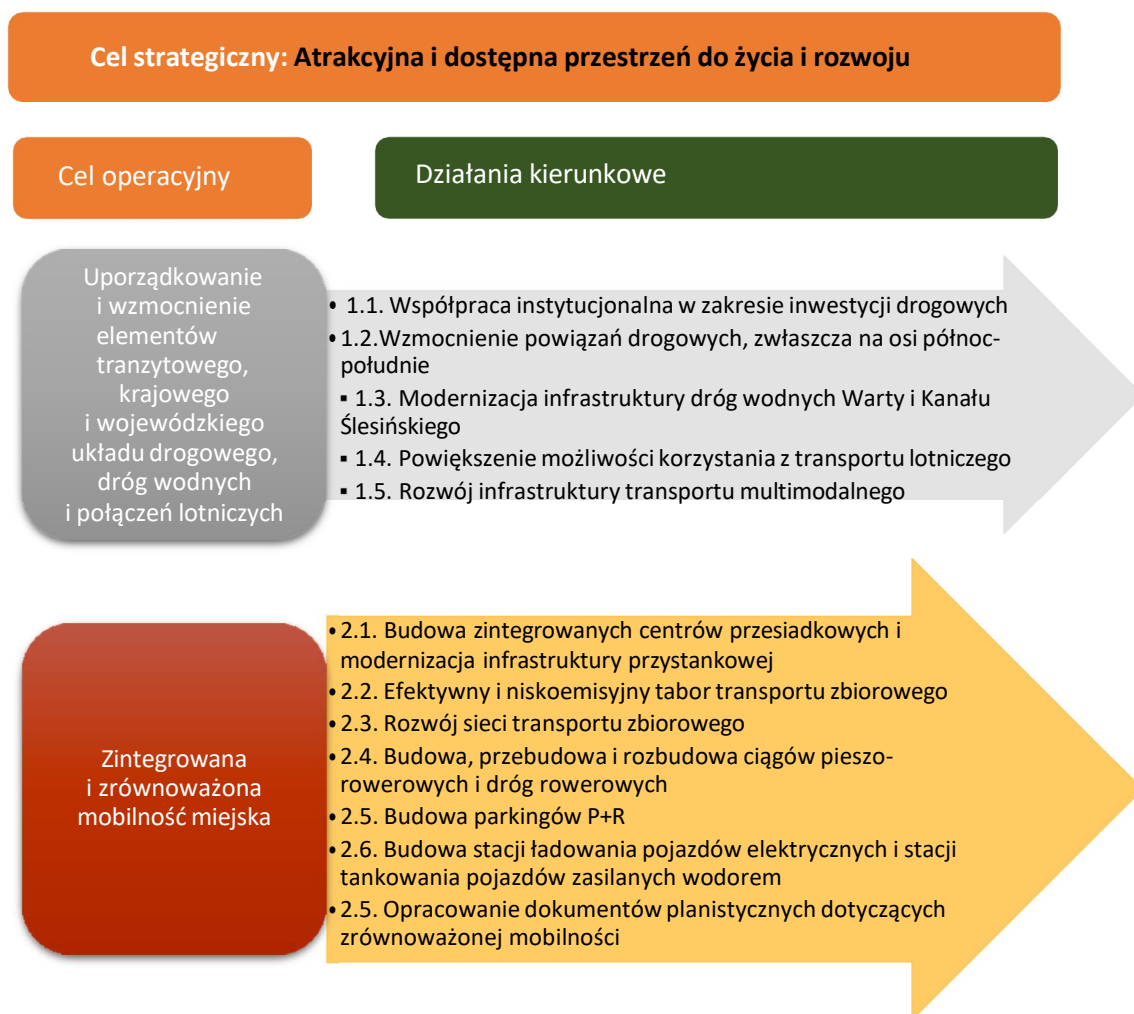 Cel strategiczny: Atrakcyjna i dostępna przestrzeń do życia i rozwoju
Cel operacyjny
Działania kierunkowe
Uporządkowanie
i wzmocnienie
elementów
tranzytowego,
krajowego
i wojewódzkiego
układu drogowego,
dróg wodnych
i połączeń lotniczych
• 1.1. Współpraca instytucjonalna w zakresie inwestycji drogowych
• 1.2.Wzmocnienie powiązań drogowych, zwłaszcza na osi północ-
południe
▪ 1.3. Modernizacja infrastruktury dróg wodnych Warty i Kanału
Ślesińskiego
▪ 1.4. Powiększenie możliwości korzystania z transportu lotniczego
▪ 1.5. Rozwój infrastruktury transportu multimodalnego
Zintegrowana
i zrównoważona
mobilność miejska
• 2.1. Budowa zintegrowanych centrów przesiadkowych i
modernizacja infrastruktury przystankowej
• 2.2. Efektywny i niskoemisyjny tabor transportu zbiorowego
• 2.3. Rozwój sieci transportu zbiorowego
• 2.4. Budowa, przebudowa i rozbudowa ciągów pieszo-
rowerowych i dróg rowerowych
• 2.5. Budowa parkingów P+R
• 2.6. Budowa stacji ładowania pojazdów elektrycznych i stacji
tankowania pojazdów zasilanych wodorem
• 2.5. Opracowanie dokumentów planistycznych dotyczących
zrównoważonej mobilności